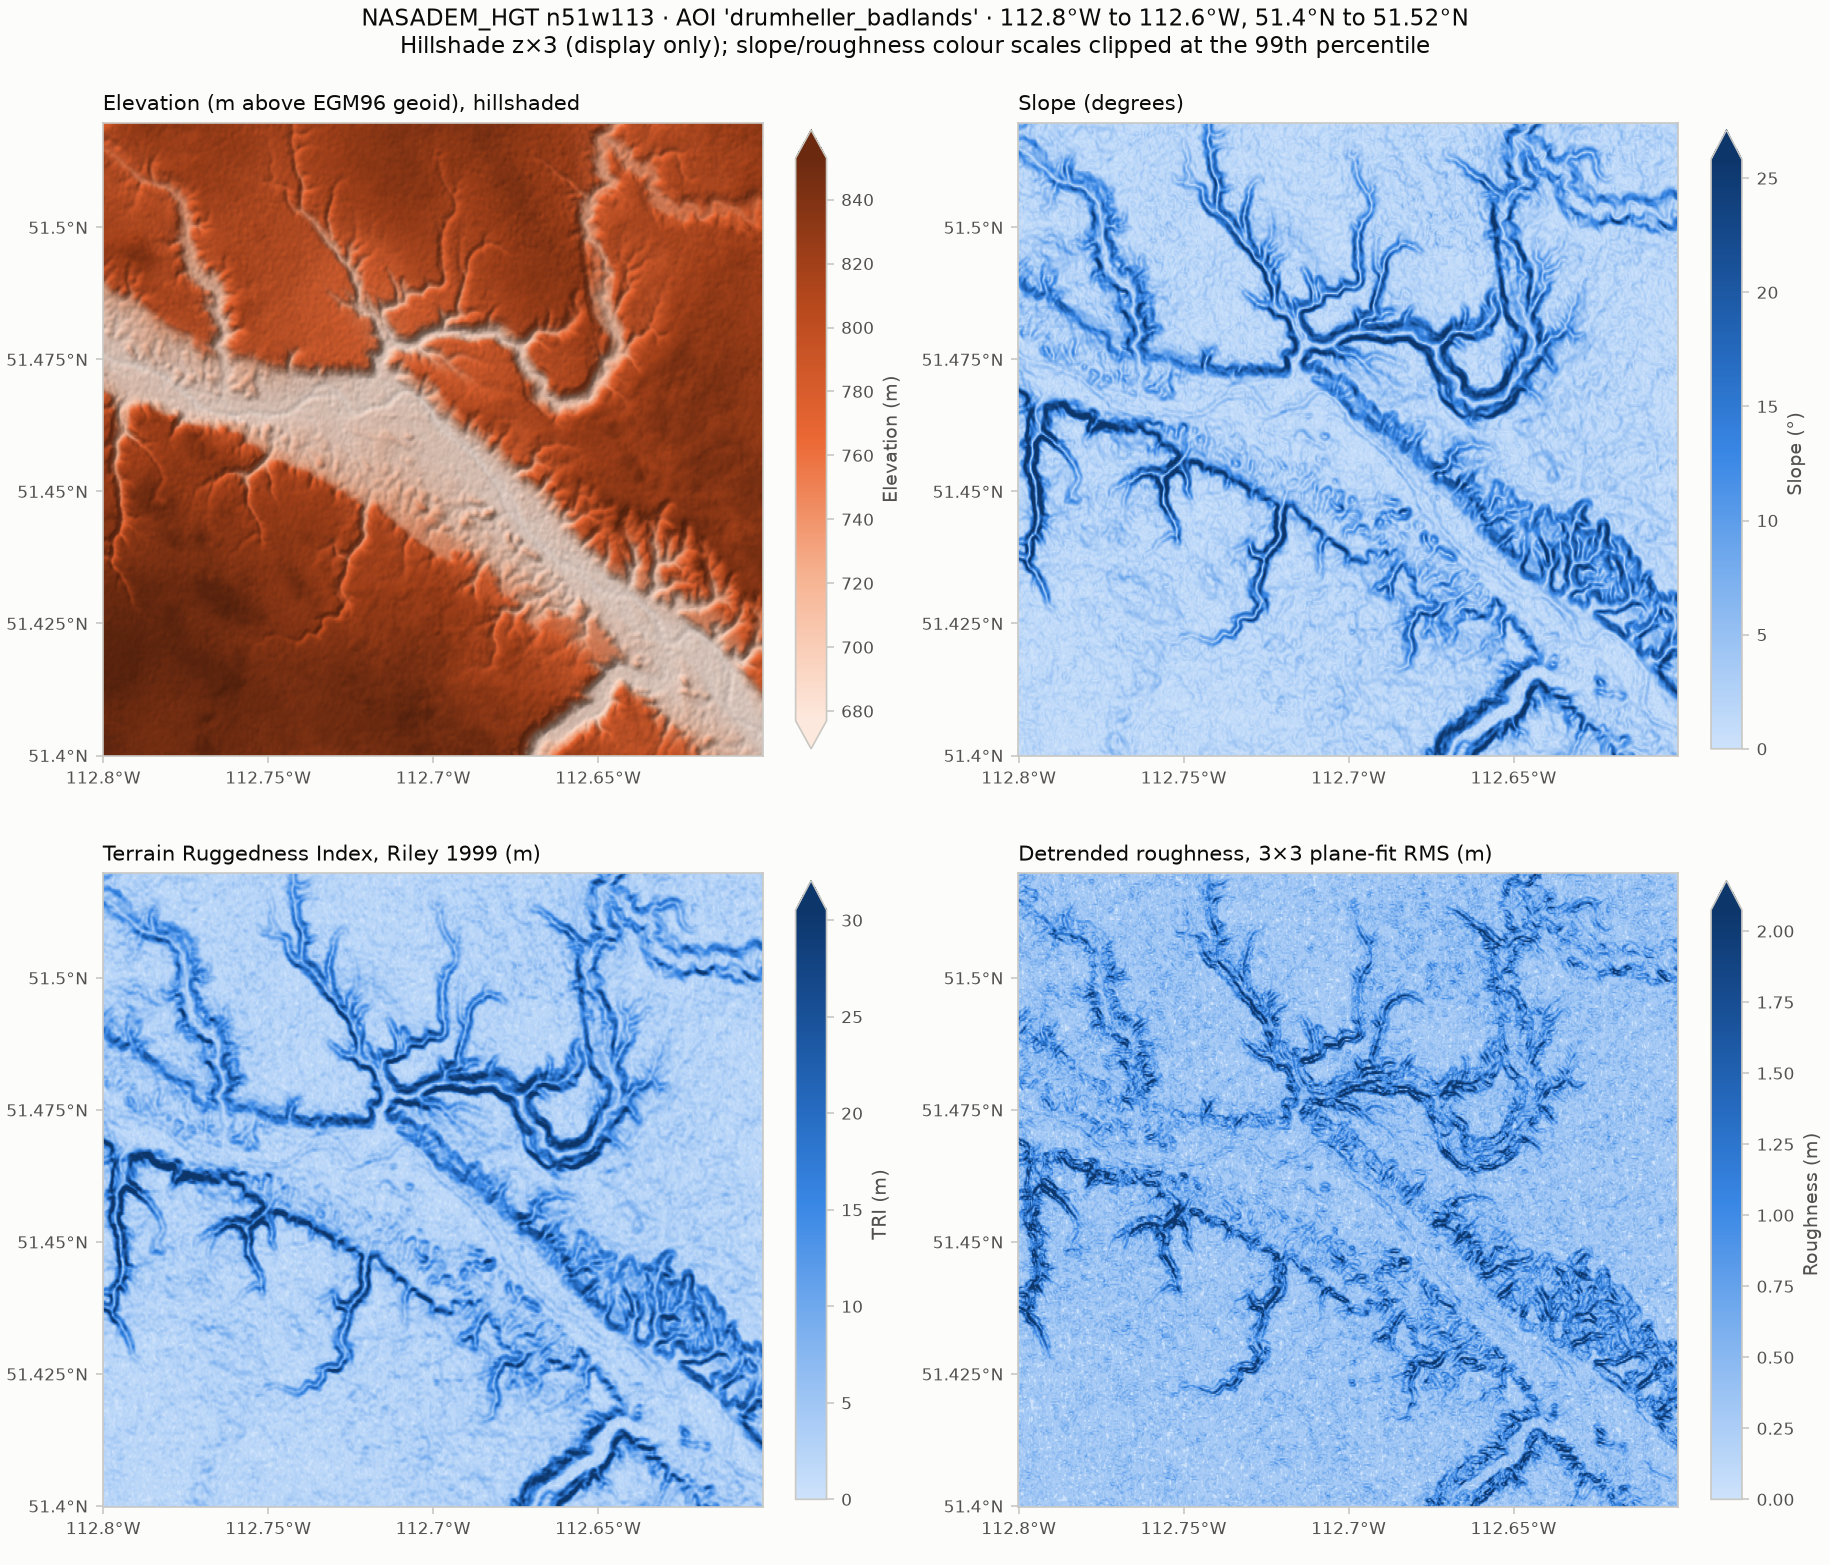 NASADEM_HGT n51w113 · AOI 'drumheller_badlands' · 112.8°W to 112.6°W, 51.4°N to 51.52°N
Hillshade z×3 (display only); slope/roughness colour scales clipped at the 99th percentile
Elevation (m above EGM96 geoid), hillshaded
51.5°N
51.475°N
51.45°N
51.425°N
51.4°N
112.8°W
112.75°W
112.7°W
112.65°W
840
820
800
780
760
740
720
700
680
Elevation (m)
Slope (degrees)
51.5°N
51.475°N
51.45°N
51.425°N
51.4°N
112.8°W
112.75°W
112.7°W
112.65°W
25
20
15
10
5
0
Slope (°)
Terrain Ruggedness Index, Riley 1999 (m)
51.5°N
51.475°N
51.45°N
51.425°N
51.4°N
112.8°W
112.75°W
112.7°W
112.65°W
30
25
20
15
10
5
0
TRI (m)
Detrended roughness, 3×3 plane-fit RMS (m)
51.5°N
51.475°N
51.45°N
51.425°N
51.4°N
112.8°W
112.75°W
112.7°W
112.65°W
2.00
1.75
1.50
1.25
1.00
0.75
0.50
0.25
0.00
Roughness (m)